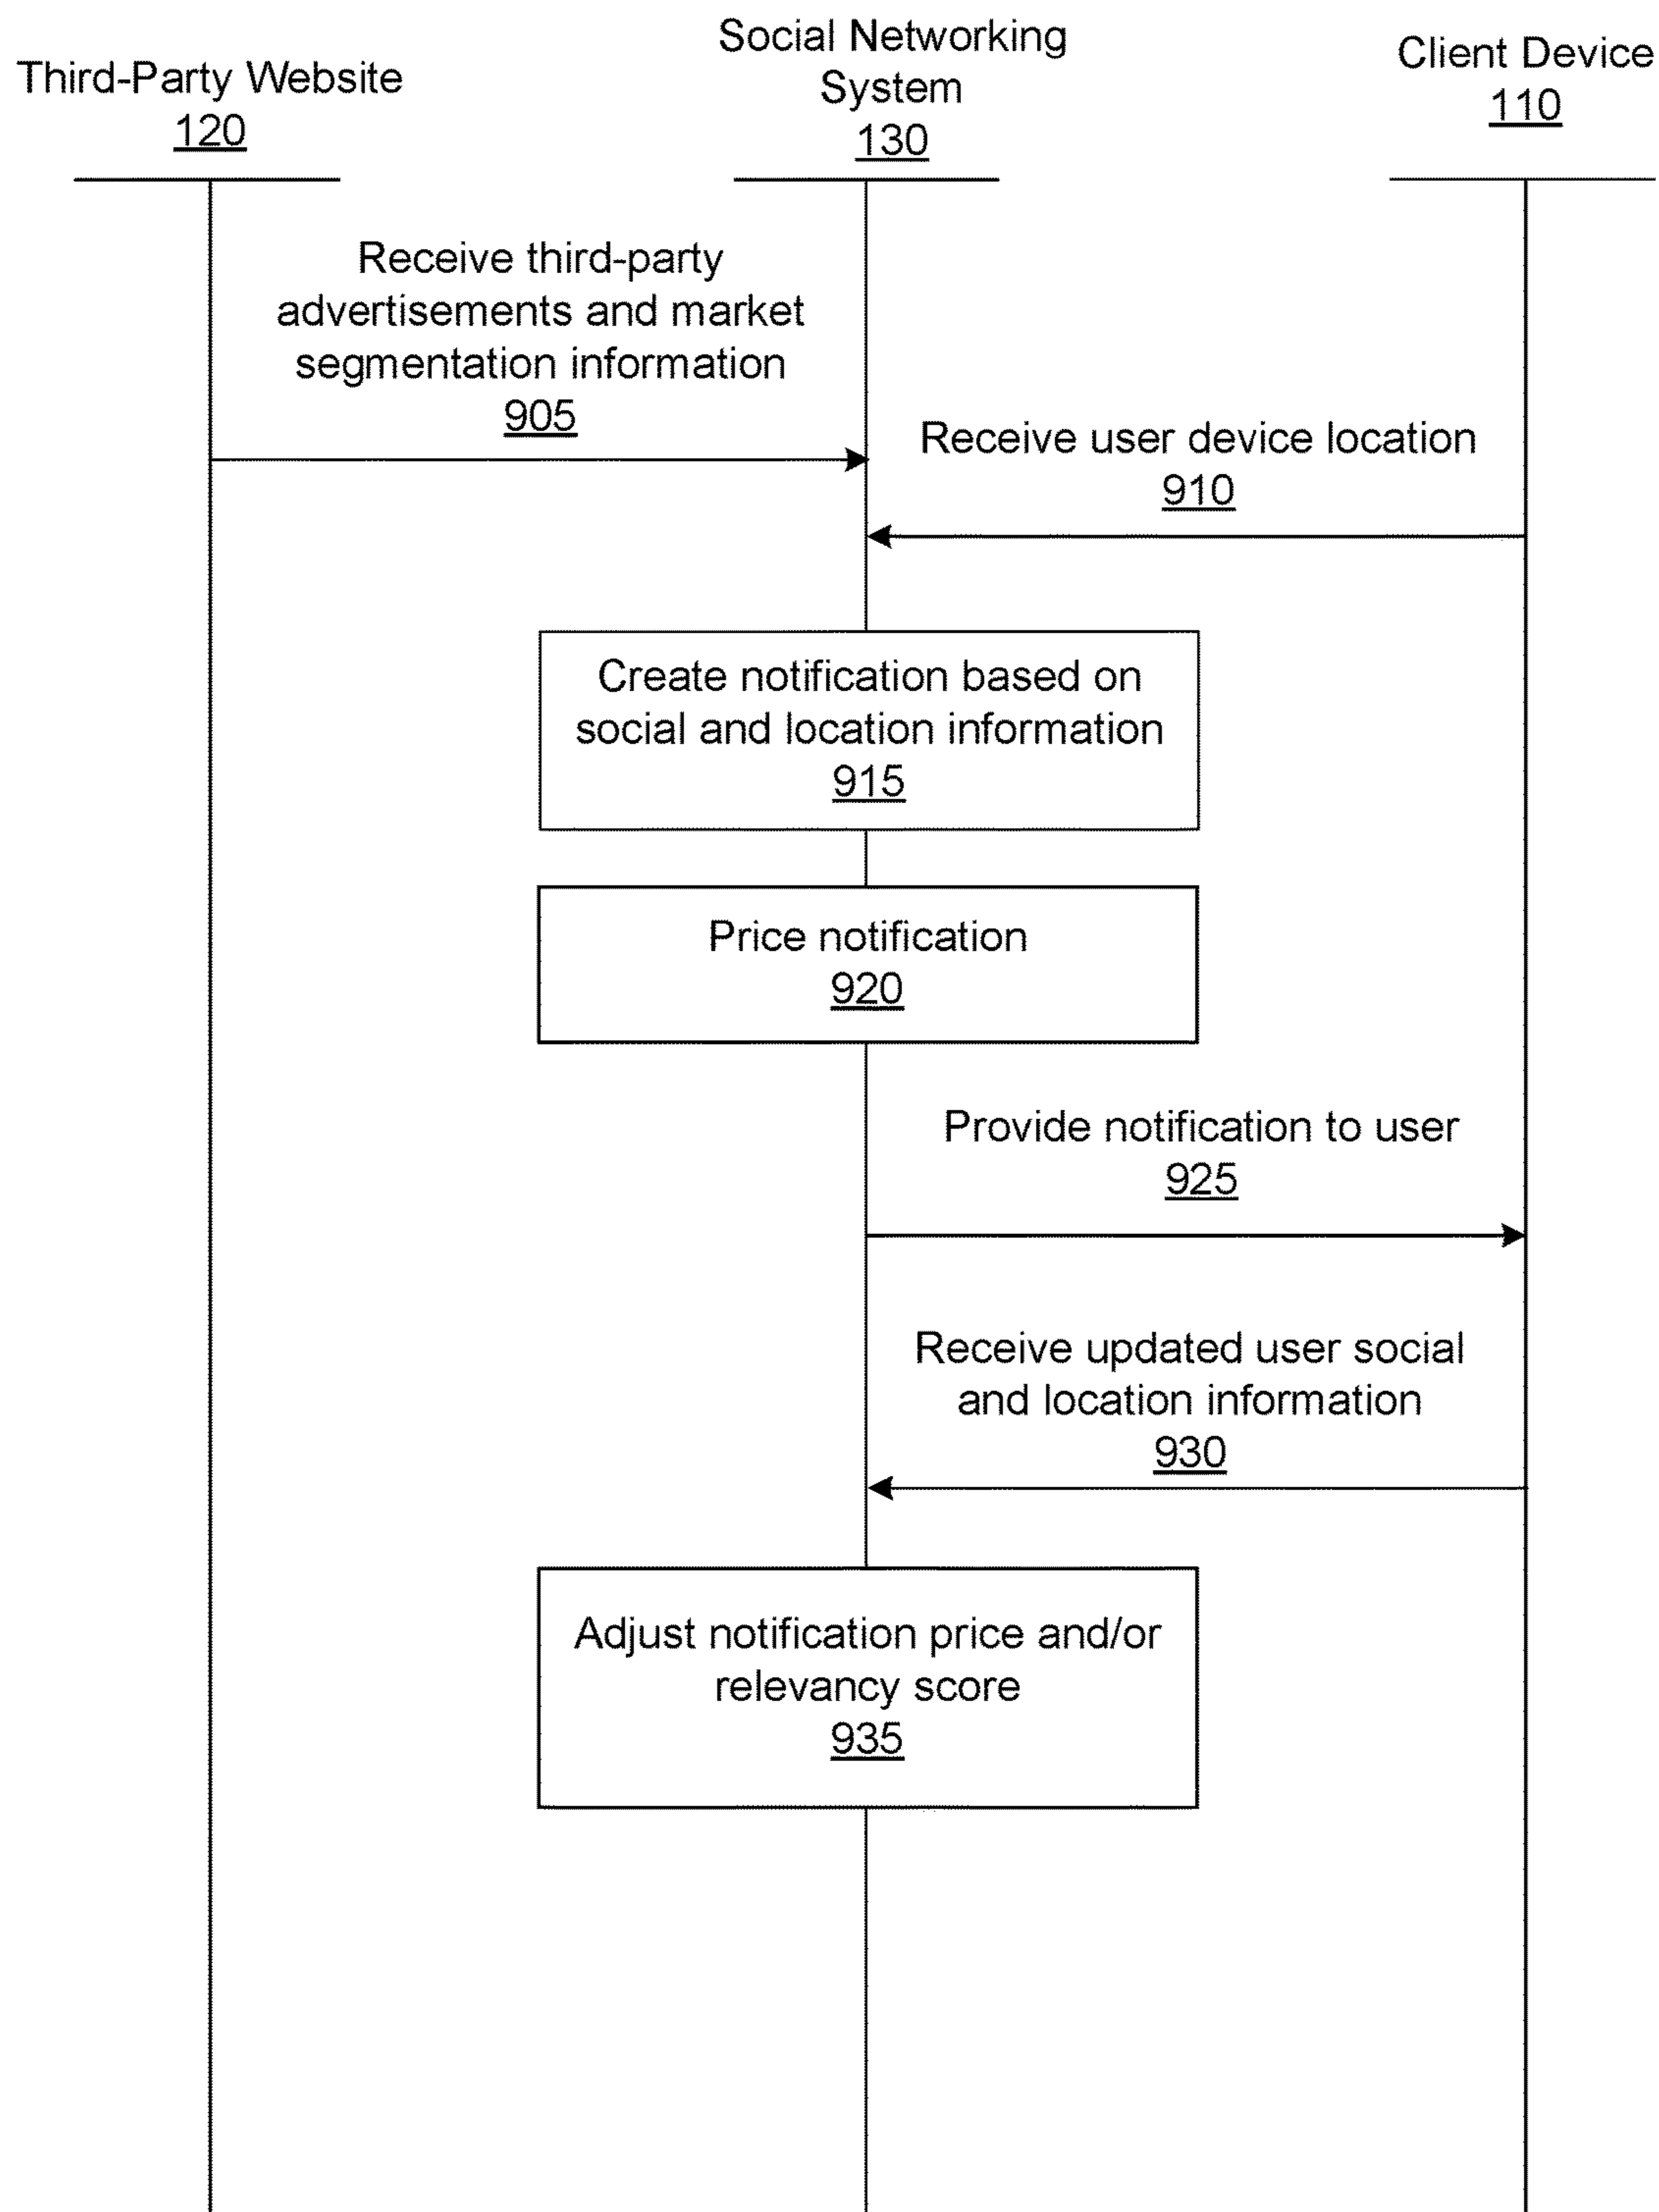 Third-Party Website
120
Social Networking
System
130
Client Device
110
Receive third-party
advertisements and market
segmentation information
905
Receive user device location
910
Create notification based on
social and location information
915
Price notification
920
Provide notification to user
925
Receive updated user social
and location information
930
Adjust notification price and/or
relevancy score
935